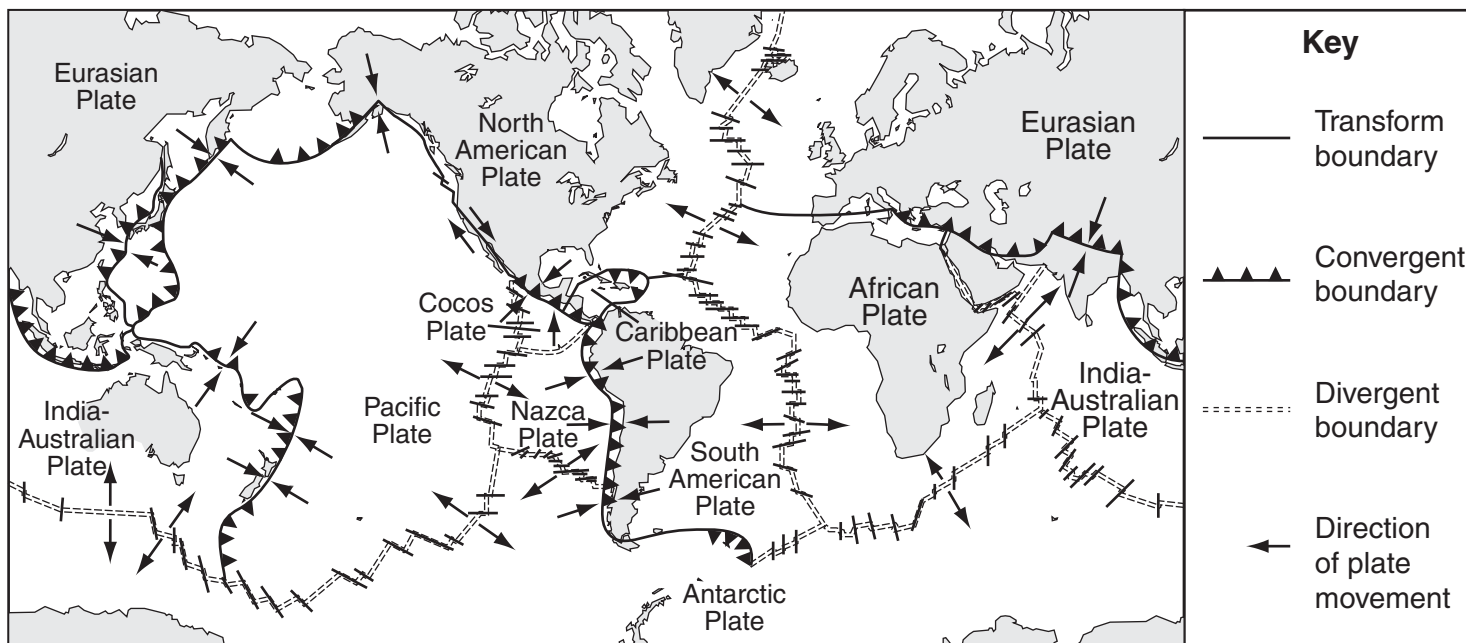 Eurasian
Plate
North
American
Plate
Eurasian
Plate
Cocos
Plate
Caribbean
Plate
African
Plate
India-
Australian
Plate
Pacific
Plate
Nazca
Plate
South
American
Plate
India-
Australian
Plate
Antarctic
Plate
Key
Transform
boundary
Convergent
boundary
Divergent
boundary
Direction
of plate
movement